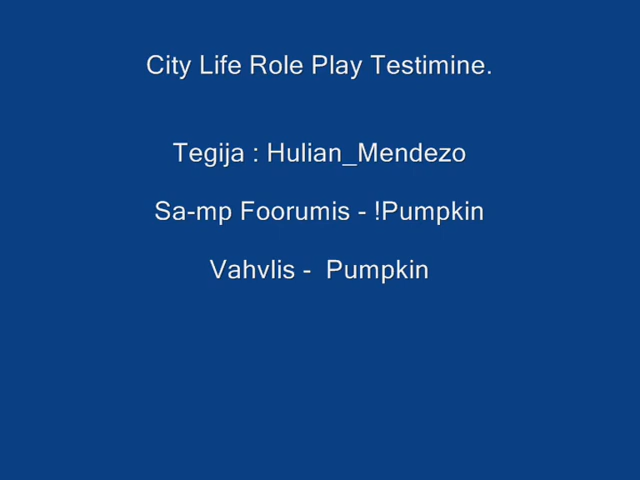 City Life Role Play Testimine.
Tegija : Hulian_Mendezo
Sa-mp Foorumis - !Pumpkin
Vahvlis -  Pumpkin